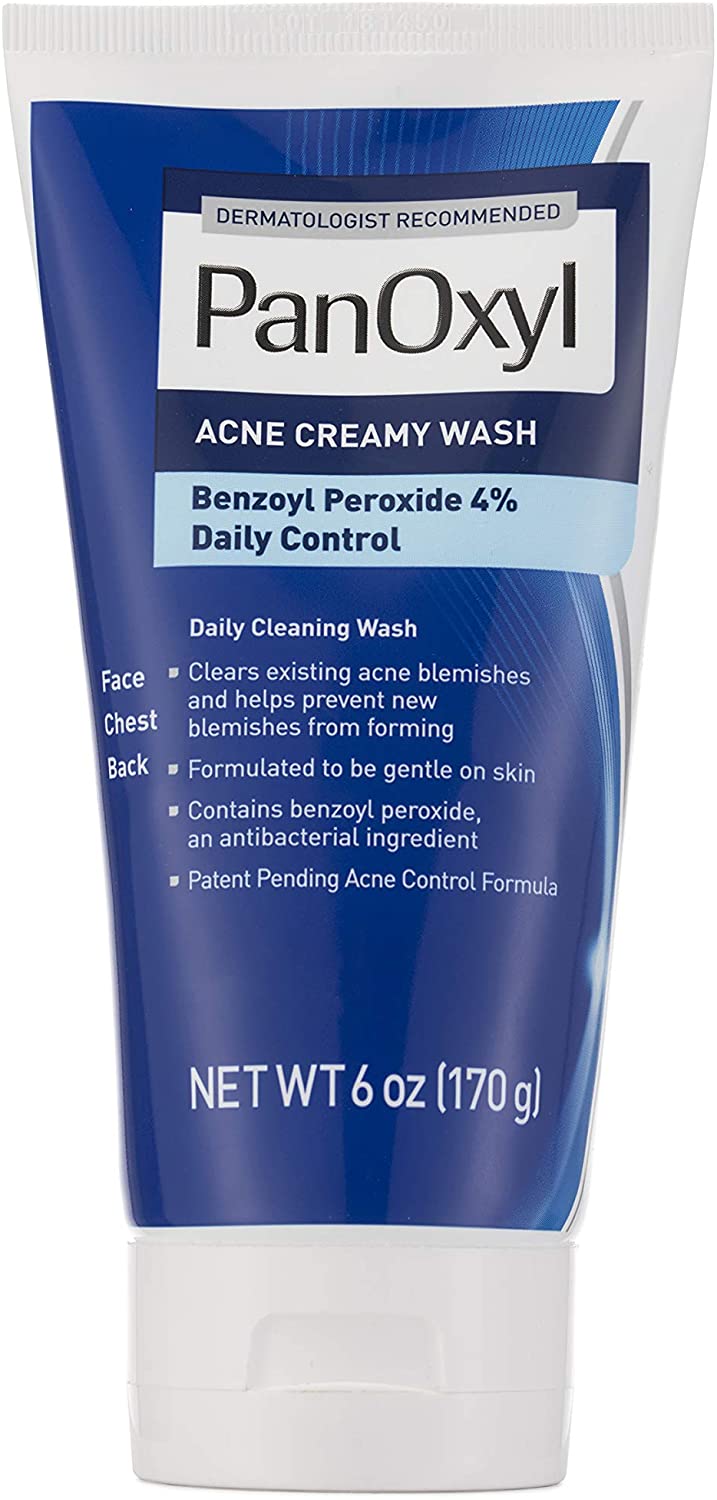 LOT 181450
DERMATOLOGIST RECOMMENDED
PanOxyl
ACNE CREAMY WASH
Benzoyl Peroxide 4%
Daily Control
Daily Cleaning Wash
Face
Chest
Back
▪ Clears existing acne blemishes
and helps prevent new
blemishes from forming
▪ Formulated to be gentle on skin
▪ Contains benzoyl peroxide,
an antibacterial ingredient
▪ Patent Pending Acne Control Formula
NET WT 6 oz (170 g)